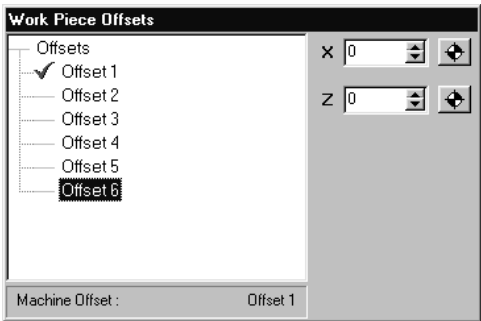 Work Piece Offsets
Offsets
Offset 1
Offset 2
Offset 3
Offset 4
Offset 5
Offset 6
X 0
Z 0
Machine Offset : Offset 1